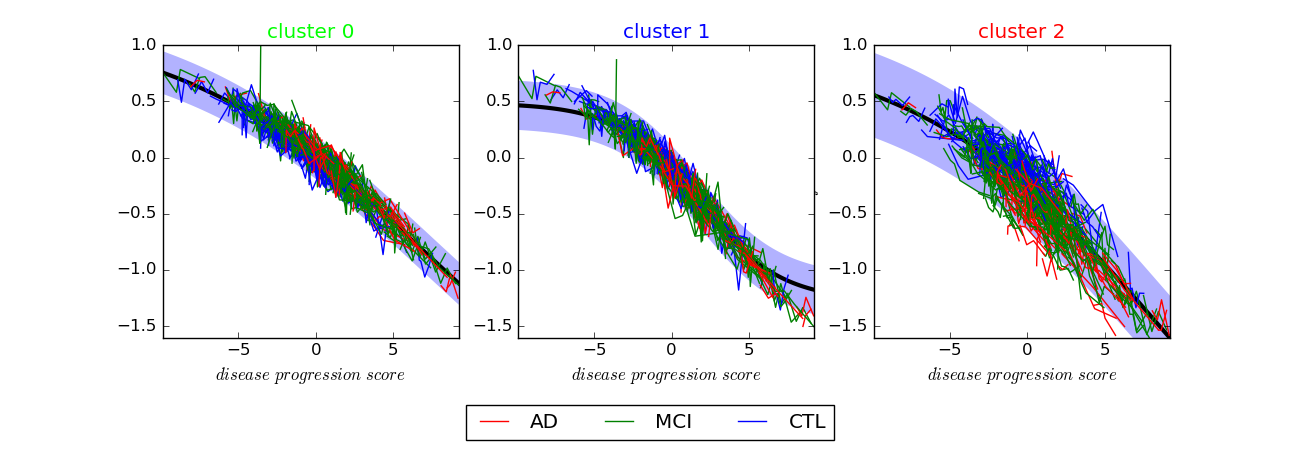 cluster 0 cluster 1 cluster 2
1.0 1.0 1.0
0.5 0.5 0.5
0.0 0.0 0.0
−0.5 −0.5 −0.5
−1.0 −1.0 −1.0
−1.5 −1.5 −1.5
−5 0 5 −5 0 5 −5 0 5
disease progression score disease progression score disease progression score
AD MCI CTL